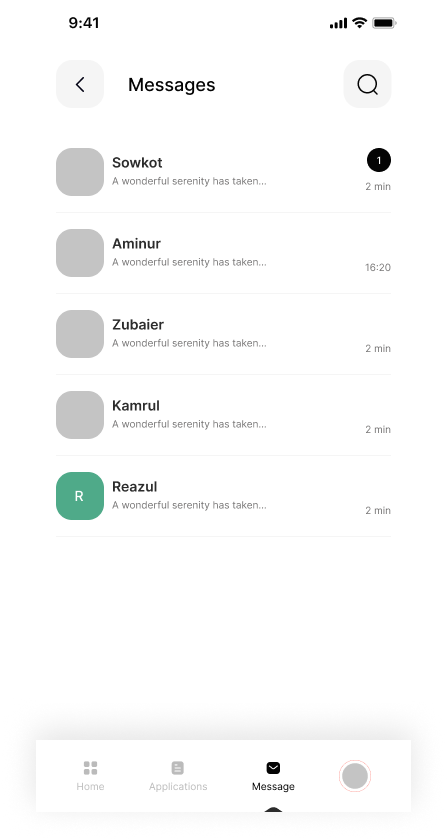 9:41
Messages
Sowkot
1
A wonderful serenity has taken...
2 min
Aminur
A wonderful serenity has taken...
16:20
Zubaier
A wonderful serenity has taken...
2 min
Kamrul
A wonderful serenity has taken...
2 min
R
Reazul
A wonderful serenity has taken...
2 min
Home
Applications
Message